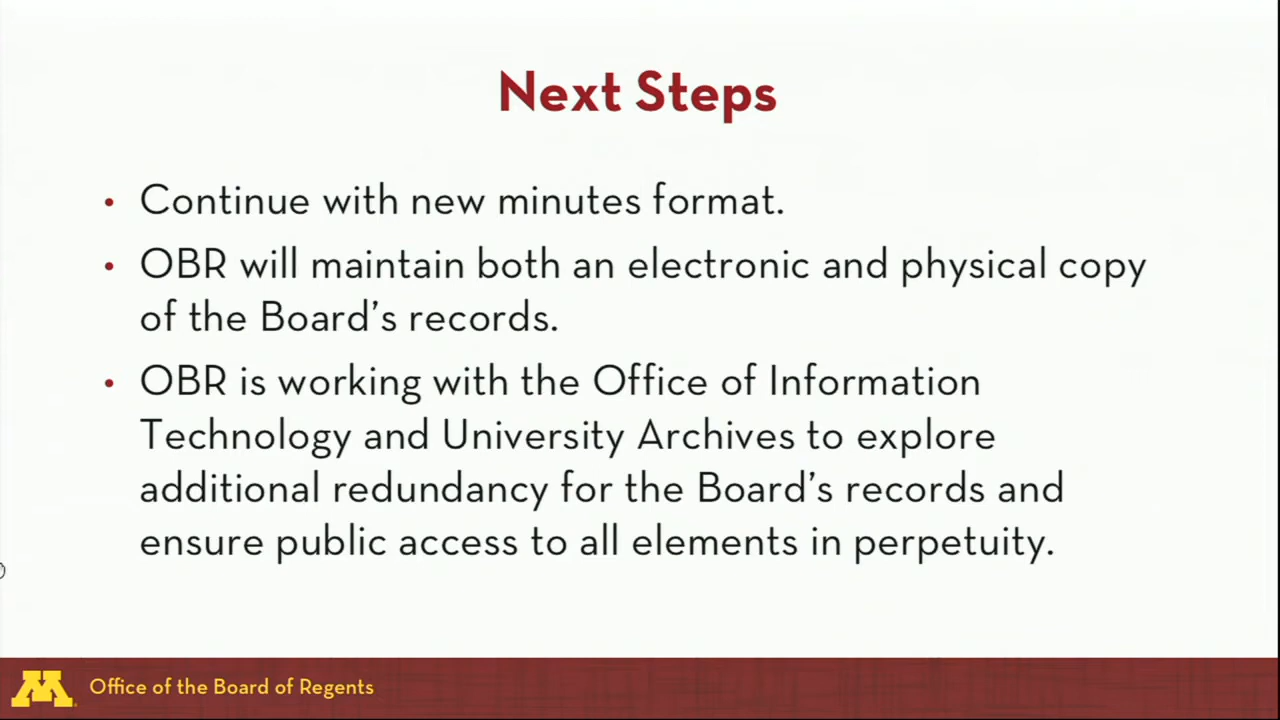 Next Steps
• Continue with new minutes format.
• OBR will maintain both an electronic and physical copy
of the Board's records.
• OBR is working with the Office of Information
Technology and University Archives to explore
additional redundancy for the Board's records and
ensure public access to all elements in perpetuity.
M Office of the Board of Regents